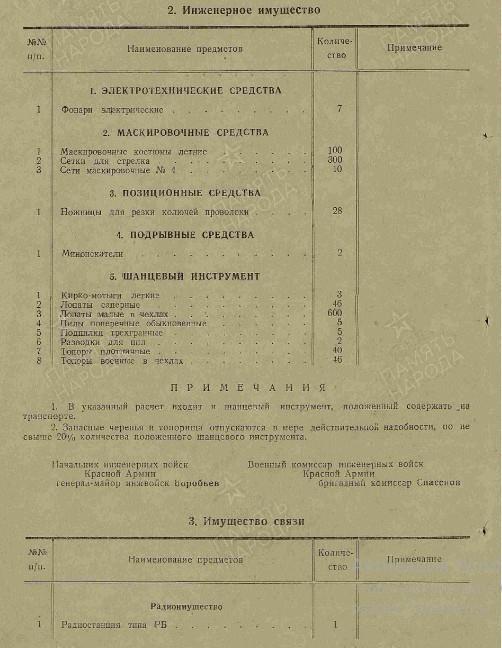 2. Инженерное имущество
№№ п/п. Наименование предметов Количество Примечание
1. ЭЛЕКТРОТЕХНИЧЕСКИЕ СРЕДСТВА
1 Фонари электрические 7
2. МАСКИРОВОЧНЫЕ СРЕДСТВА
1 Маскировочные костюмы летние 100
2 Сетки для стрелка 300
3 Сети маскировочные № 4 10
3. ПОЗИЦИОННЫЕ СРЕДСТВА
1 Ножницы для резки колючей проволоки 28
4. ПОДРЫВНЫЕ СРЕДСТВА
1 Миноискатели 2
5. ШАНЦЕВЫЙ ИНСТРУМЕНТ
1 Кирко-мотыги легкие 3
2 Лопаты саперные 46
3 Лопаты малые в чехлах 600
4 Пилы поперечные обыкновенные 5
5 Подпилки трехгранные 5
6 Разводки для пил 2
7 Топоры плотничные 40
8 Топоры военные в чехлах 46
ПРИМЕЧАНИЯ
1. В указанный расчет входит и шанцевый инструмент, положенный содержать на
транспорте.
2. Запасные черенья и топорища отпускаются в мере действительной надобности, но не
свыше 20% количества положенного шанцевого инструмента.
Начальник инженерных войск Военный комиссар инженерных войск
Красной Армии Красной Армии
генерал-майор инжвойск Воробьев бригадный комиссар Спасенов
3. Имущество связи
№№ п/п. Наименование предметов Количество Примечание
Радиоимущество
1 Радиостанция типа РБ 1